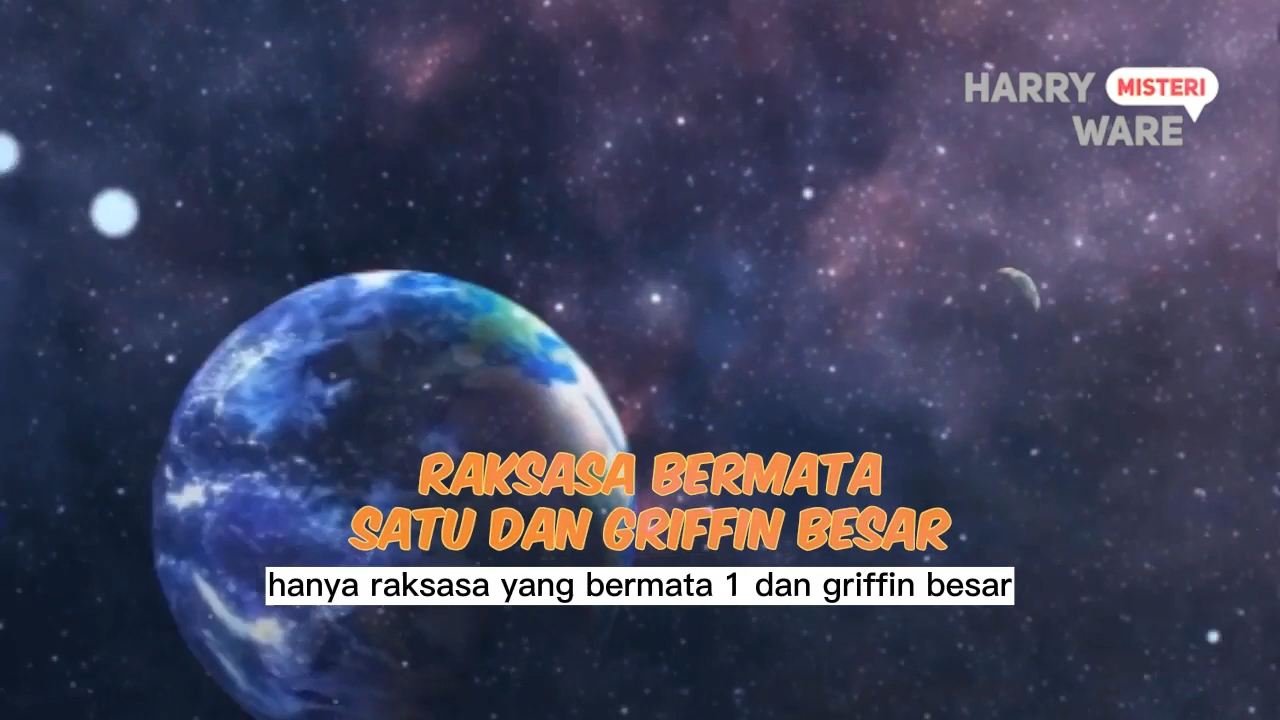 HARRY MISTERI
WARE
RAKSASA BERMATA
SATU DAN GRIFFIN BESAR
hanya raksasa yang bermata 1 dan griffin besar